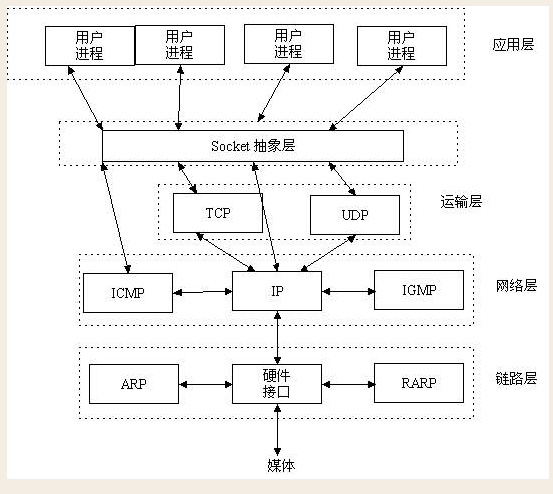 用户
进程
用户
进程
用户
进程
用户
进程
应用层
Socket 抽象层
运输层
TCP
UDP
网络层
ICMP
IP
IGMP
链路层
ARP
硬件
接口
RARP
媒体